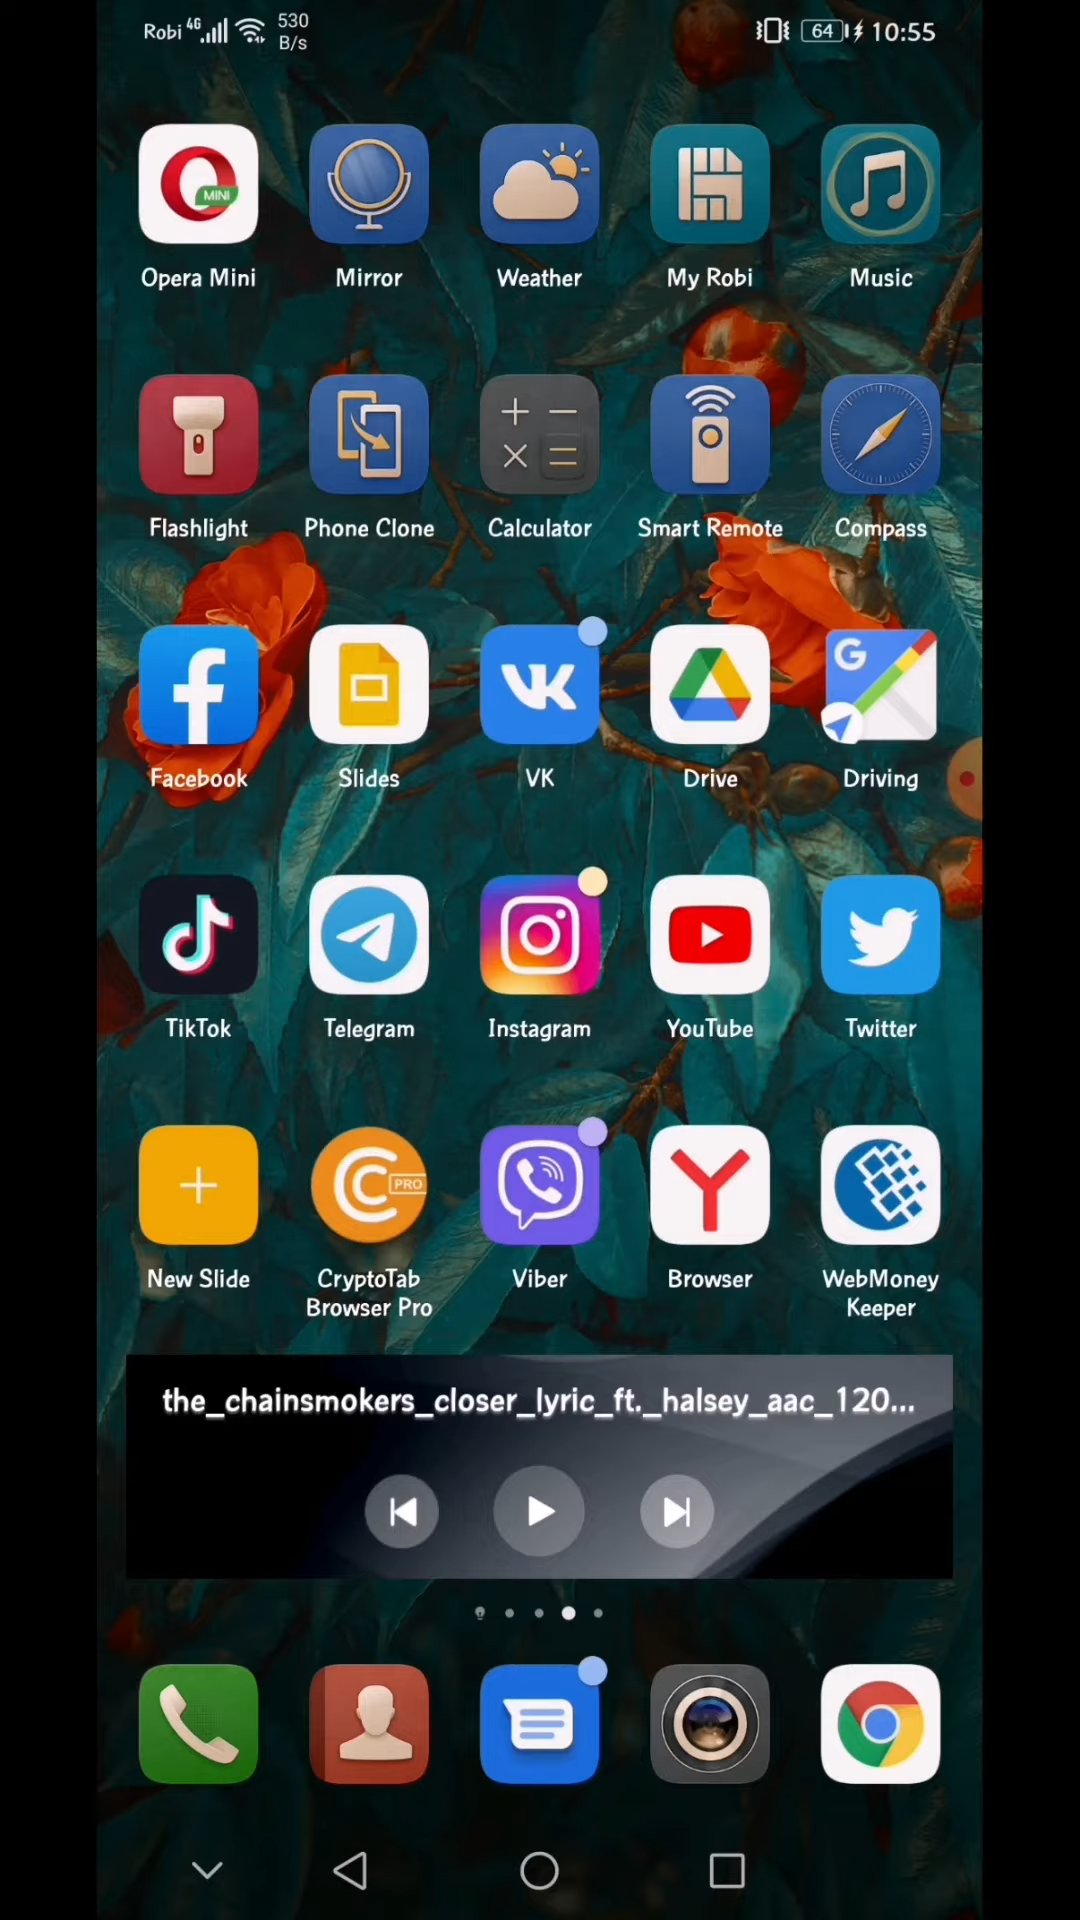 Robi 4G 530 B/s 64 10:55
MINI
Opera Mini Mirror Weather My Robi Music
Flashlight Phone Clone Calculator Smart Remote Compass
G
Facebook Slides VK Drive Driving
TikTok Telegram Instagram YouTube Twitter
PRO
New Slide CryptoTab Browser Pro Viber Browser WebMoney Keeper
the_chainsmokers_closer_lyric_ft._halsey_aac_120...